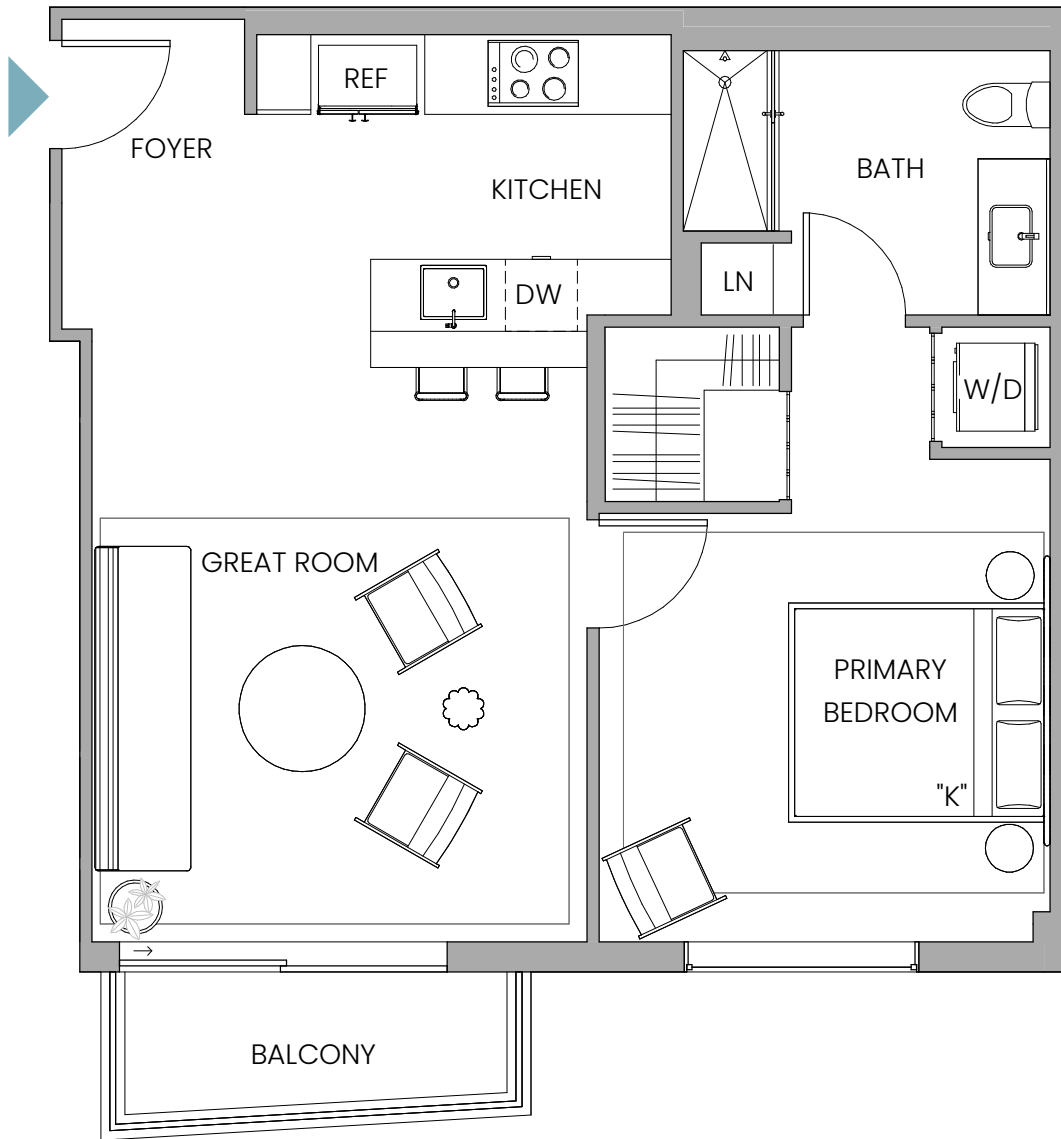 REF
FOYER
BATH
KITCHEN
LN
DW
W/D
GREAT ROOM
PRIMARY
BEDROOM
"K"
BALCONY